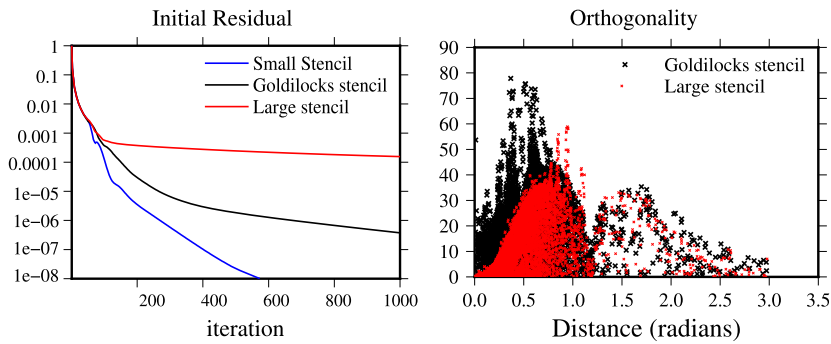 Initial Residual
1
0.1
0.01
0.001
0.0001
1e−05
1e−06
1e−07
1e−08
200 400 600 800 1000
iteration
Small Stencil
Goldilocks stencil
Large stencil
Orthogonality
90
80
70
60
50
40
30
20
10
0
0.0 0.5 1.0 1.5 2.0 2.5 3.0 3.5
Distance (radians)
Goldilocks stencil
Large stencil